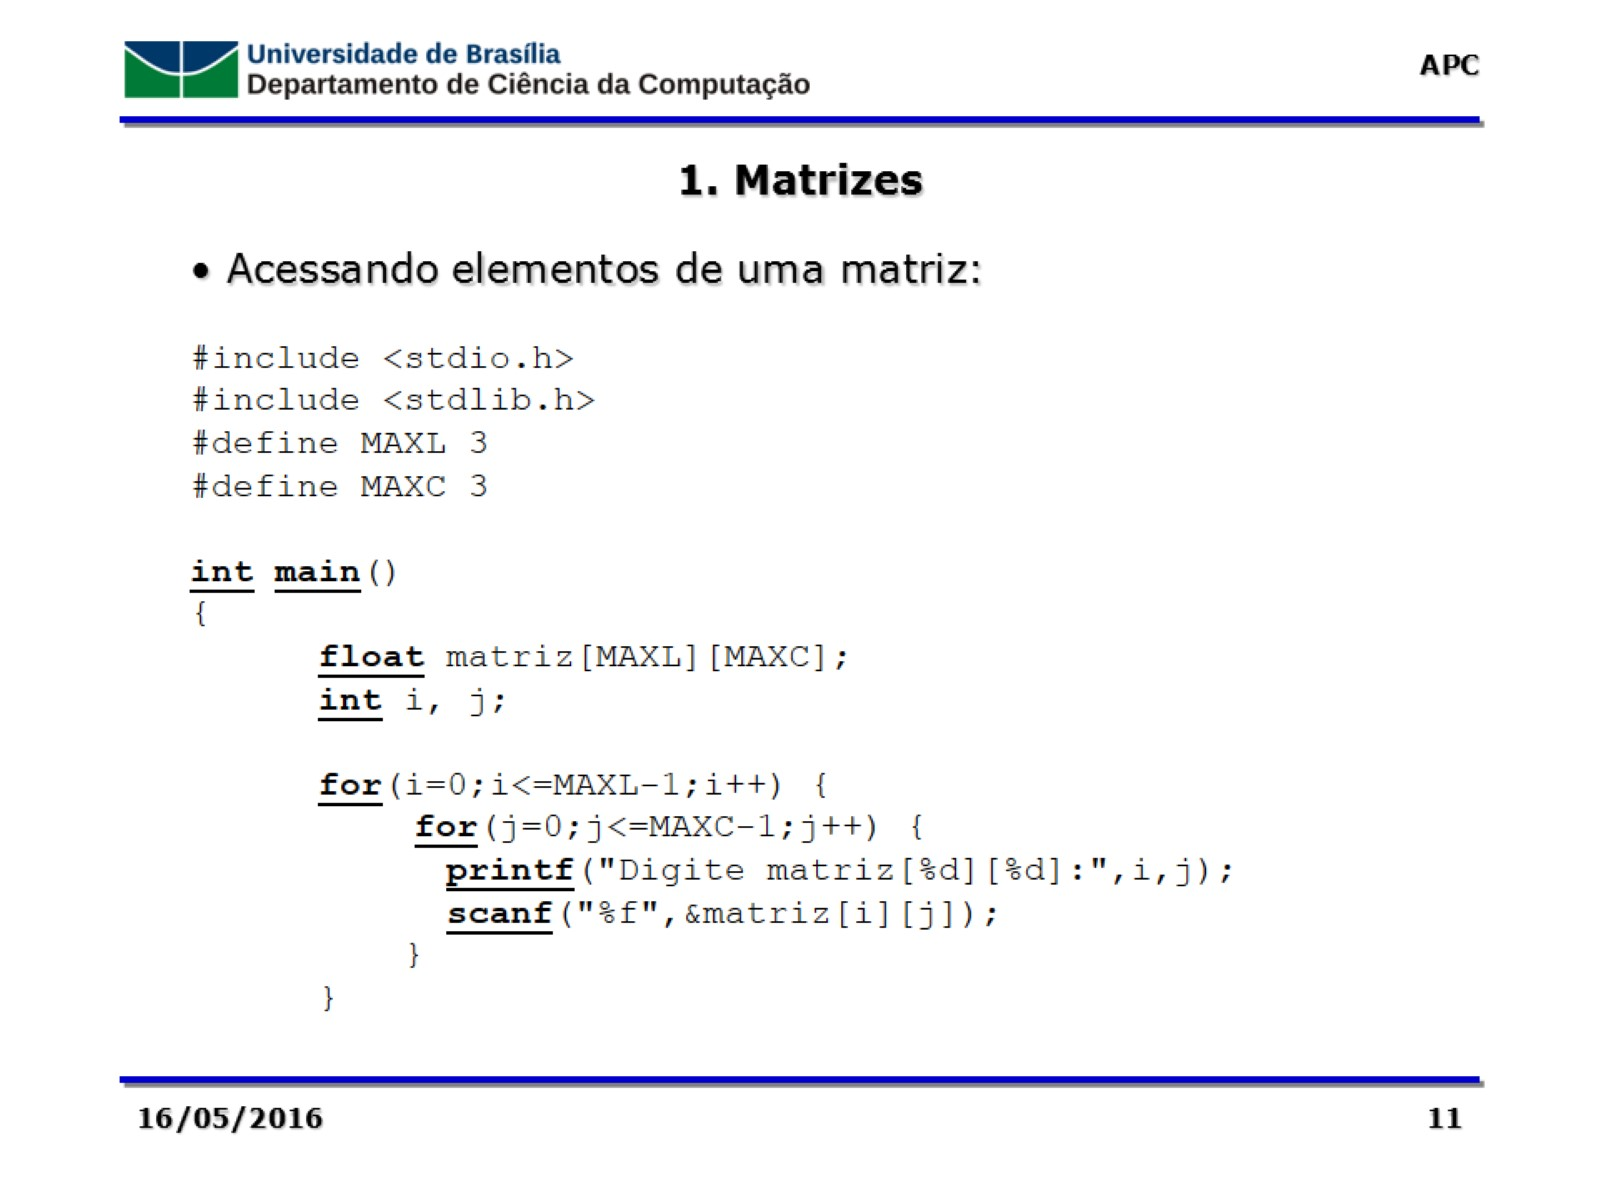 Universidade de Brasília
Departamento de Ciência da Computação
APC
1. Matrizes
• Acessando elementos de uma matriz:
#include <stdio.h>
#include <stdlib.h>
#define MAXL 3
#define MAXC 3
int main()
{
float matriz[MAXL][MAXC];
int i, j;
for(i=0;i<=MAXL-1;i++) {
for(j=0;j<=MAXC-1;j++) {
printf("Digite matriz[%d][%d]:",i,j);
scanf("%f",&matriz[i][j]);
}
}
16/05/2016
11